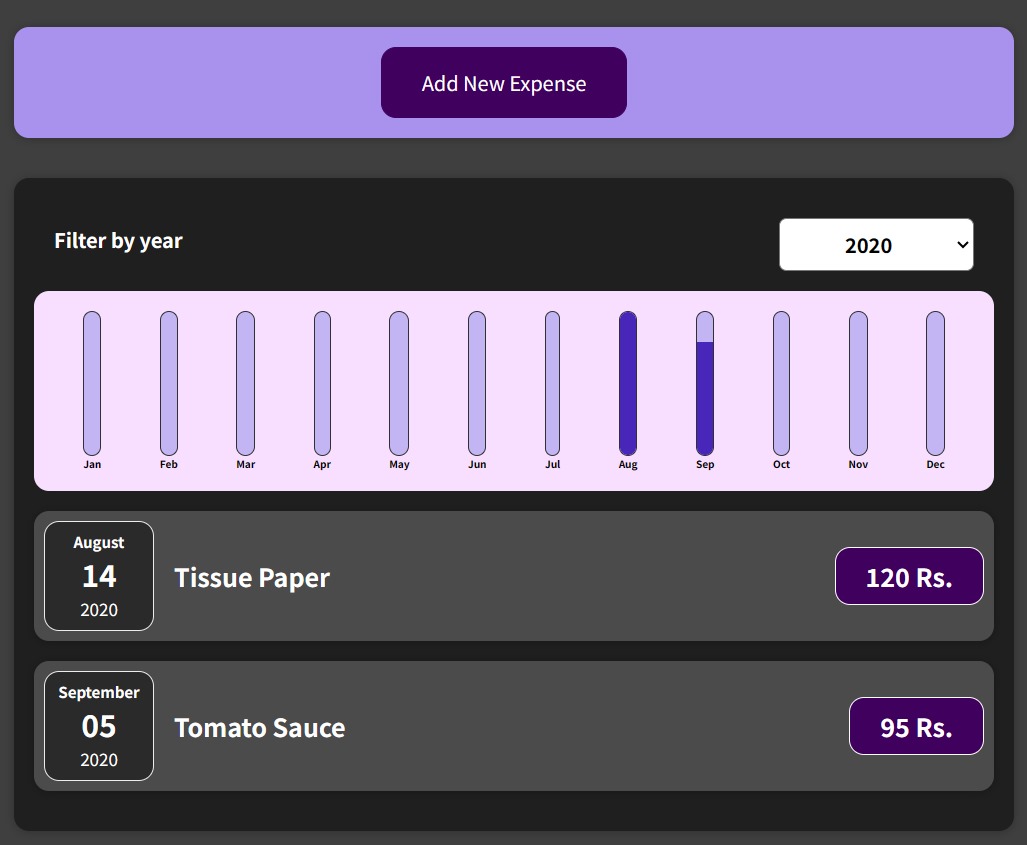 Add New Expense
Filter by year
2020
Jan Feb Mar Apr May Jun Jul Aug Sep Oct Nov Dec
August
14
2020
Tissue Paper
120 Rs.
September
05
2020
Tomato Sauce
95 Rs.